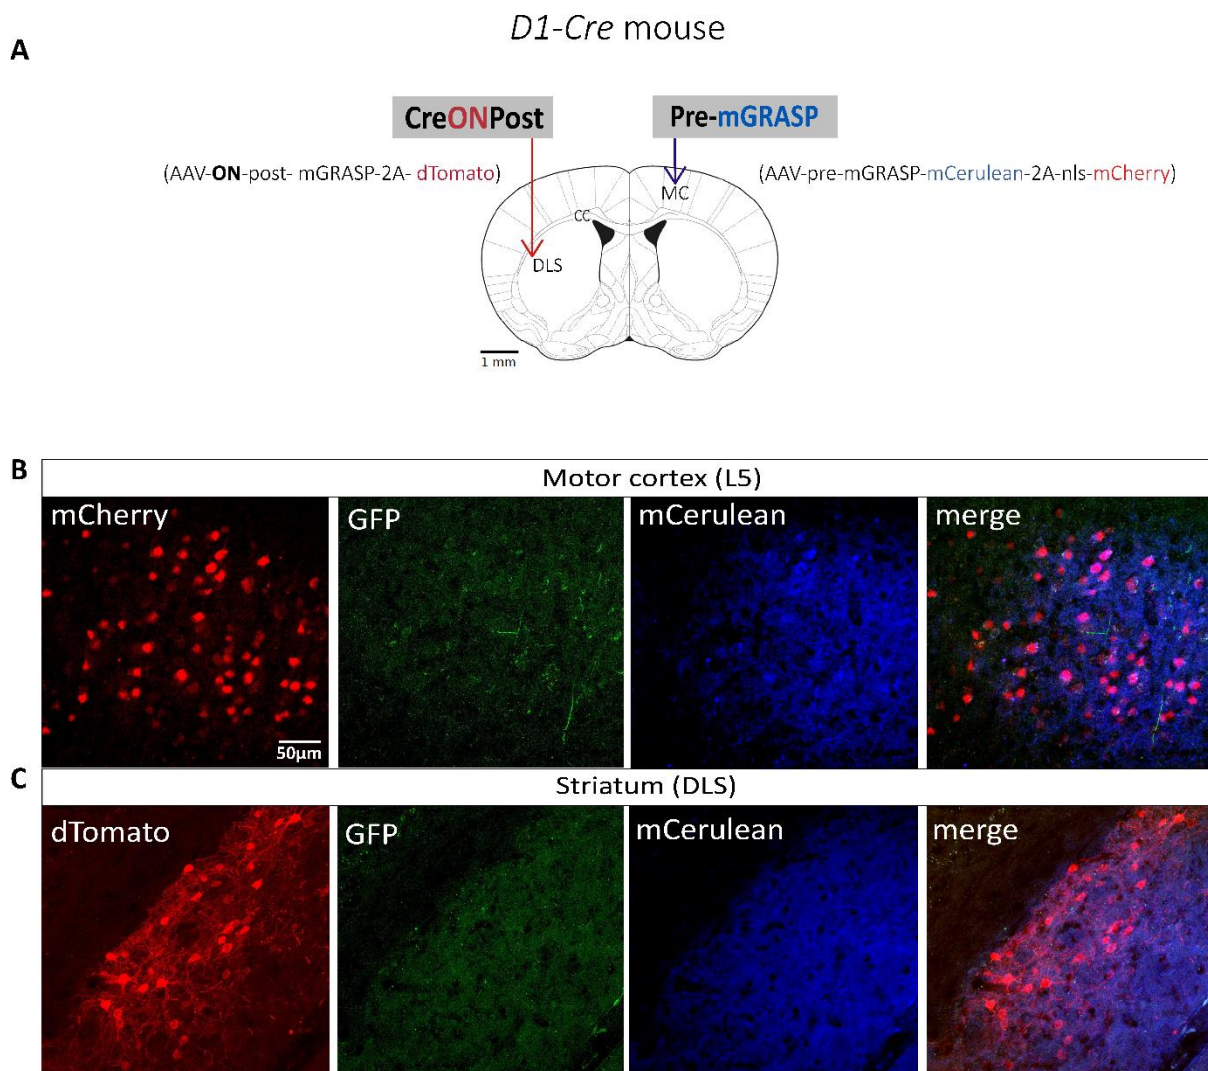 D1-Cre mouse
A
CreONPost
Pre-mGRASP
(AAV-ON-post- mGRASP-2A- dTomato)
(AAV-pre-mGRASP-mCerulean-2A-nls-mCherry)
MC
CC
DLS
1 mm
B
Motor cortex (L5)
mCherry
GFP
mCerulean
merge
50µm
C
Striatum (DLS)
dTomato
GFP
mCerulean
merge